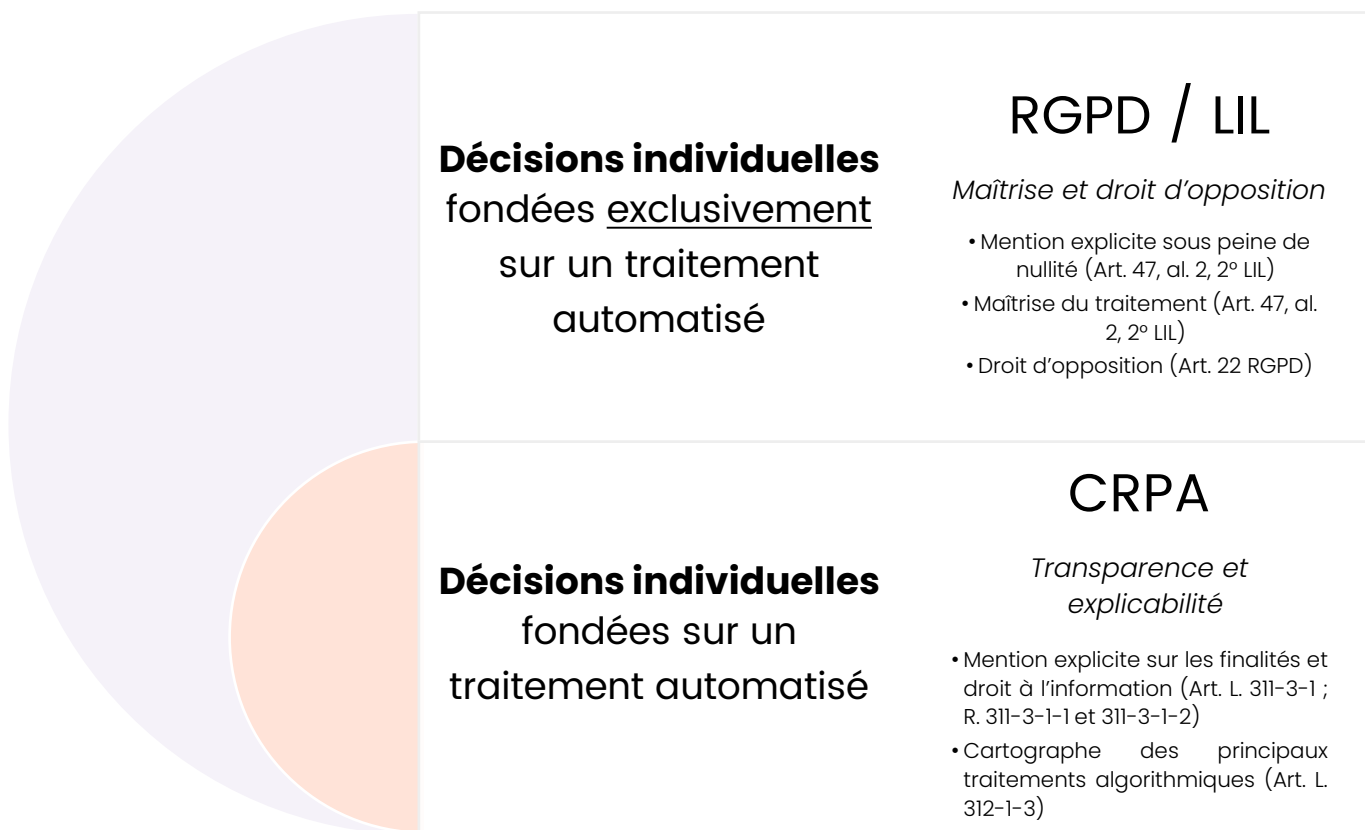 Décisions individuelles
fondées exclusivement
sur un traitement
automatisé
RGPD / LIL
Maîtrise et droit d'opposition
• Mention explicite sous peine de
nullité (Art. 47, al. 2, 2° LIL)
• Maîtrise du traitement (Art. 47, al.
2, 2° LIL)
• Droit d'opposition (Art. 22 RGPD)
Décisions individuelles
fondées sur un
traitement automatisé
CRPA
Transparence et
explicabilité
• Mention explicite sur les finalités et
droit à l'information (Art. L. 311-3-1 ;
R. 311-3-1-1 et 311-3-1-2)
• Cartographe des principaux
traitements algorithmiques (Art. L.
312-1-3)